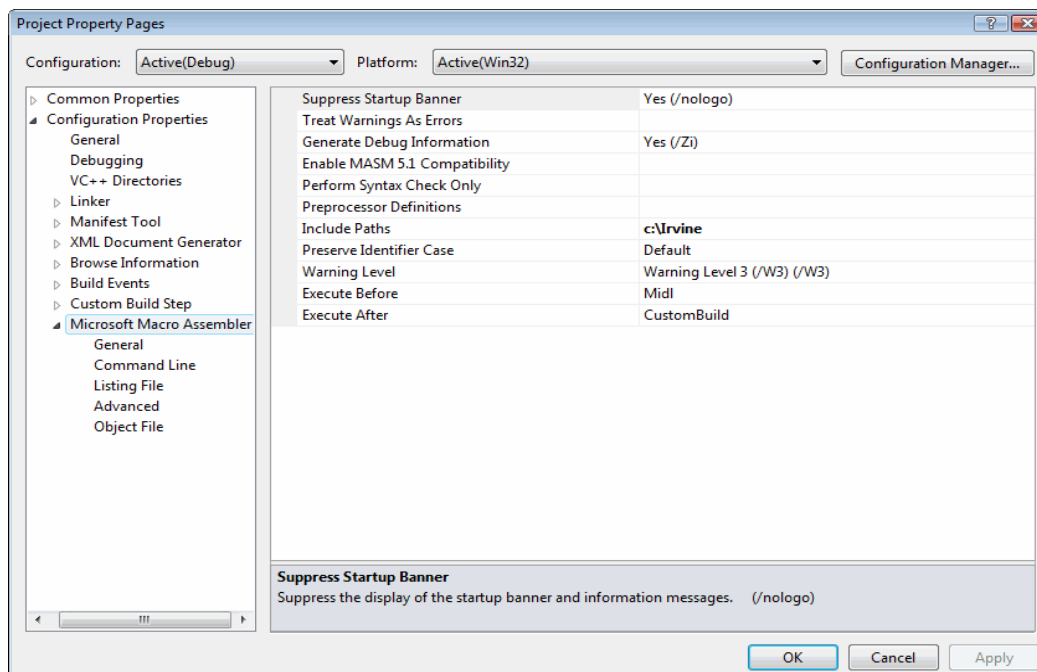 Project Property Pages
Configuration: Active(Debug) Platform: Active(Win32) Configuration Manager...
Common Properties
Configuration Properties
General
Debugging
VC++ Directories
Linker
Manifest Tool
XML Document Generator
Browse Information
Build Events
Custom Build Step
Microsoft Macro Assembler
General
Command Line
Listing File
Advanced
Object File
Suppress Startup Banner Yes (/nologo)
Treat Warnings As Errors
Generate Debug Information Yes (/Zi)
Enable MASM 5.1 Compatibility
Perform Syntax Check Only
Preprocessor Definitions
Include Paths c:\Irvine
Preserve Identifier Case Default
Warning Level Warning Level 3 (/W3) (/W3)
Execute Before Midl
Execute After CustomBuild
Suppress Startup Banner
Suppress the display of the startup banner and information messages. (/nologo)
OK Cancel Apply